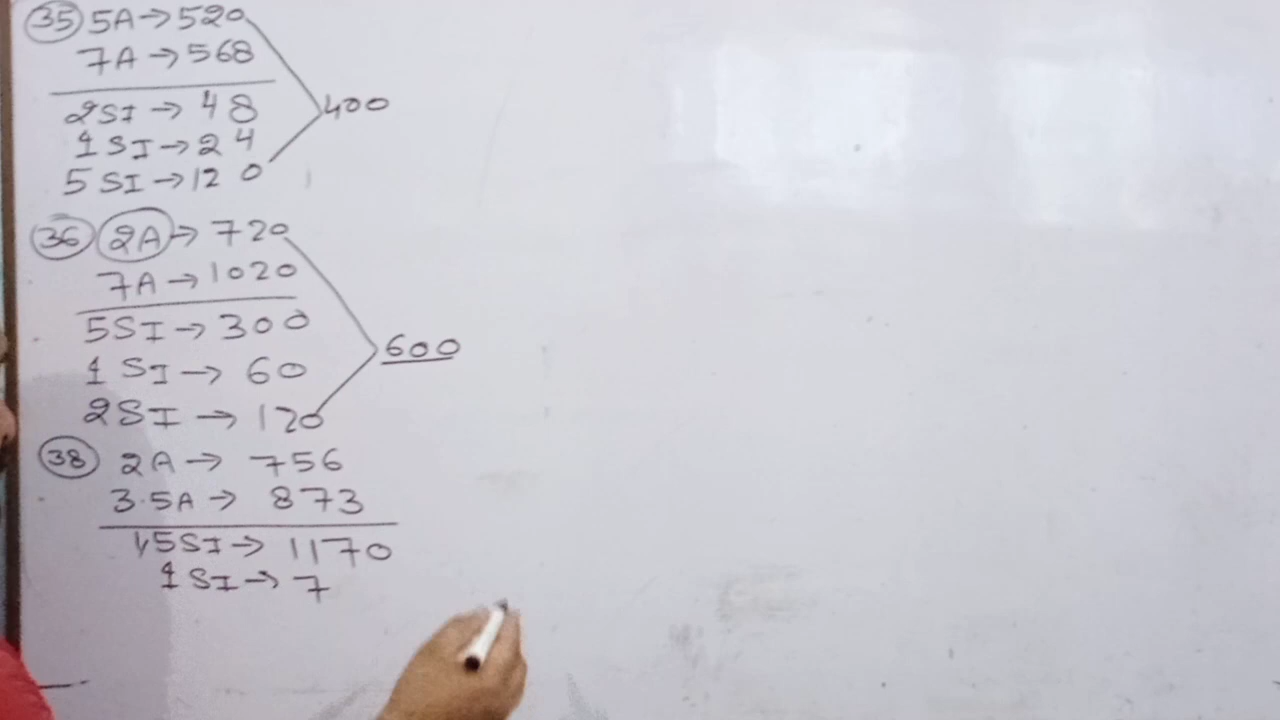 35 5A→520
7A→568
2SI→48
400
1SI→24
5SI→120
36 2A→720
7A→1020
5SI→300
600
1SI→60
2SI→120
38 2A→756
3.5A→873
1.5SI→1170
1SI→7